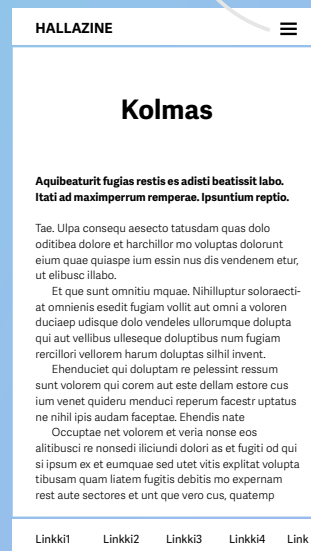 HALLAZINE
Kolmas
Aquibeaturit fugias restis es adisti beatissit labo.
Itati ad maximperrum remperae. Ipsuntium reptio.
Tae. Ulpa consequ aesecto tatusdam quas dolo
oditibea dolore et harchillor mo voluptas dolorunt
eium quae quiaspe ium essin nus dis vendenem etur,
ut elibusc illabo.
Et que sunt omnitiu mquae. Nihilluptur soloraecti-
at omnienis esedit fugiam vollit aut omni a voloren
duciaep udisque dolo vendeles ullorumque dolupta
qui aut vellibus ulleseque doluptibus num fugiam
rercillori vellorem harum doluptas silhil invent.
Ehenduciet qui doluptam re pelessint ressum
sunt volorem qui corem aut este dellam estore cus
ium venet quideru menduci reperum facestr uptatus
ne nihil ipis audam faceptae. Ehendis nate
Occuptae net volorem et veria nonse eos
alitibusci re nonsedi iliciundi dolori as et fugiti od qui
si ipsum ex et eumquae sed utet vitis explitat volupta
tibusam quam liatem fugitis debitis mo expernam
rest aute sectores et unt que vero cus, quatemp
Linkki1 Linkki2 Linkki3 Linkki4 Link